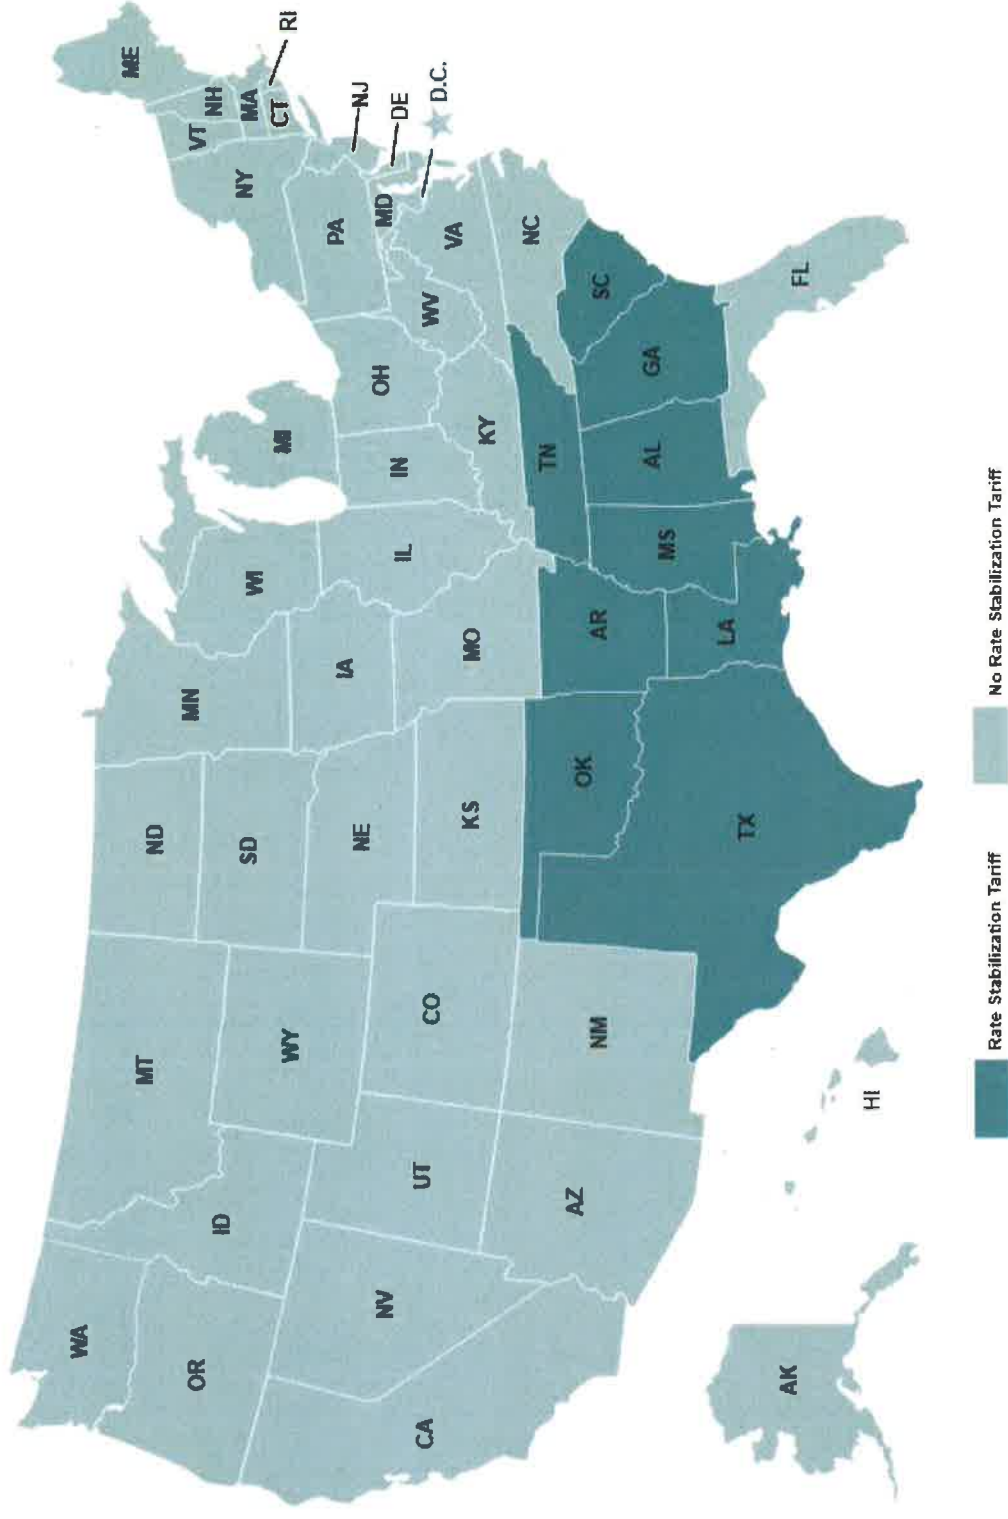 WA
MT
ND
MN
ME
OR
ID
WY
SD
WI
MI
VT
NH
NY
MA
CT
RI
NV
UT
CO
NE
IA
IL
IN
OH
PA
NJ
MD
DE
D.C.
CA
AZ
NM
KS
MO
KY
WV
VA
OK
AR
TN
NC
TX
LA
MS
AL
GA
SC
FL
AK
HI
Rate Stabilization Tariff
No Rate Stabilization Tariff